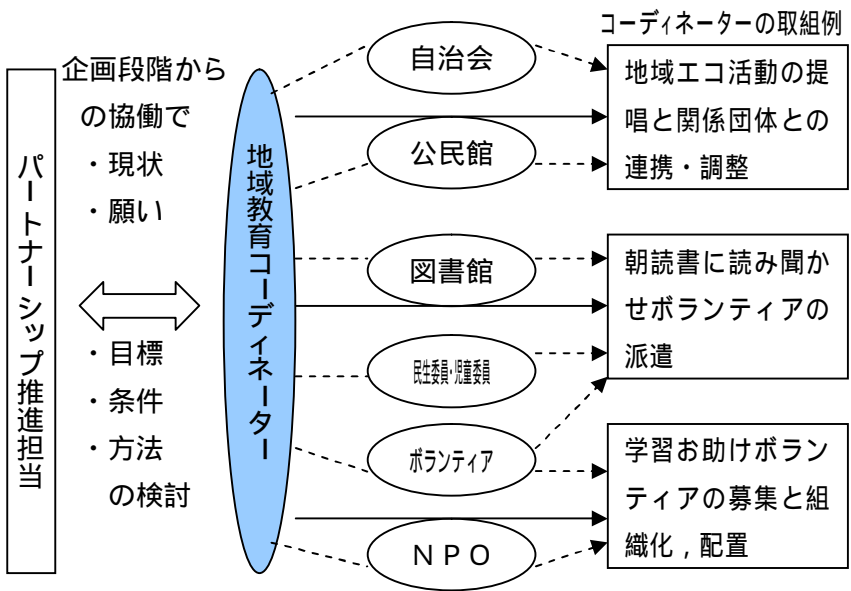 パートナーシップ推進担当
企画段階から
の協働で
・現状
・願い
・目標
・条件
・方法
の検討
地域教育コーディネーター
自治会
公民館
図書館
民生委員・児童委員
ボランティア
ＮＰＯ
コーディネーターの取組例
地域エコ活動の提
唱と関係団体との
連携・調整
朝読書に読み聞か
せボランティアの
派遣
学習お助けボラン
ティアの募集と組
織化，配置